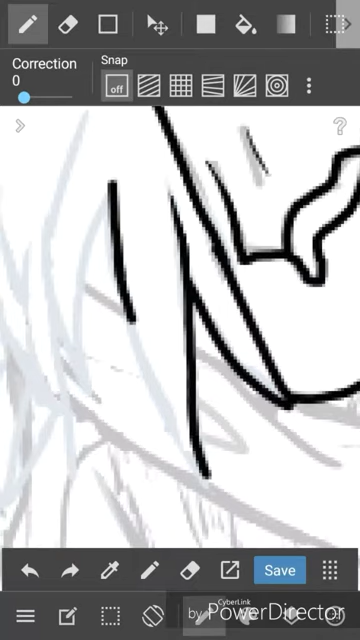 Correction
0
Snap
off
?
Save
CyberLink
by PowerDirector